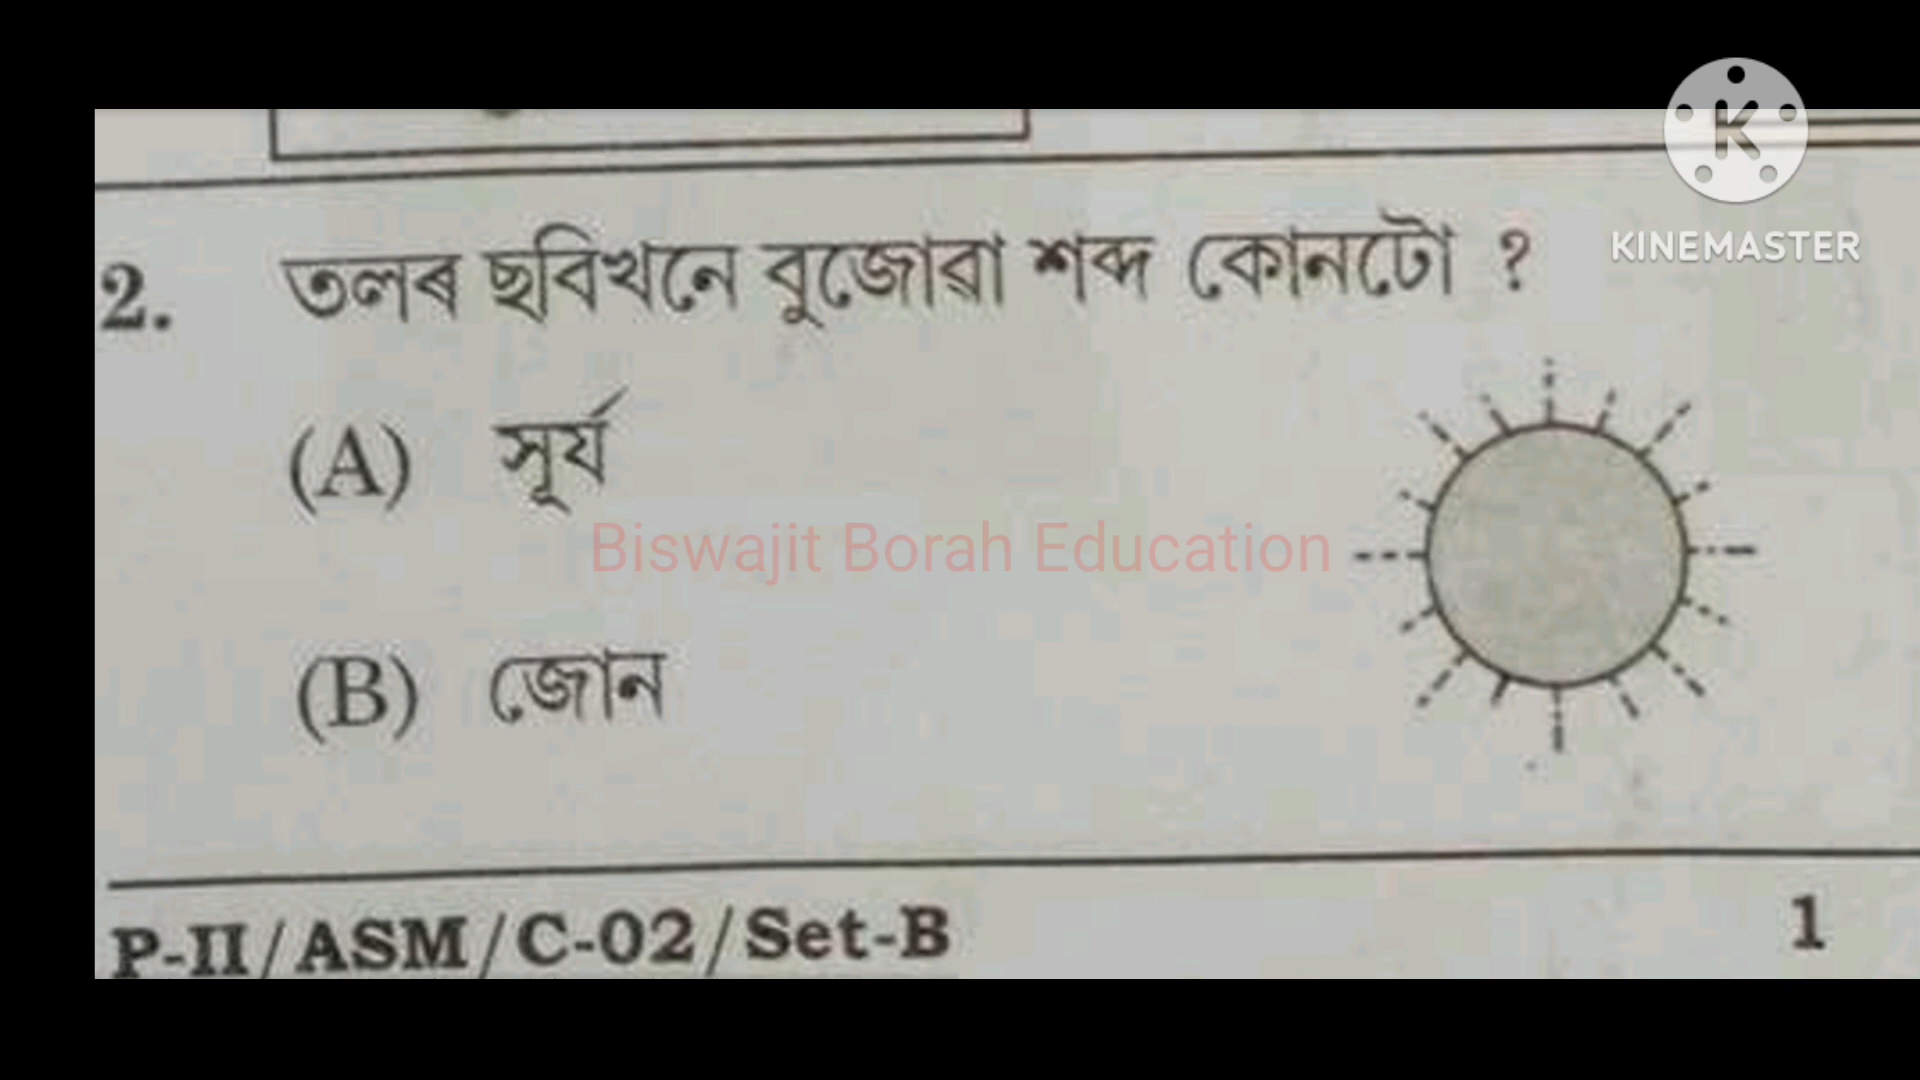 KINEMASTER
2. তলৰ ছবিখনে বুজোৱা শব্দ কোনটো ?
(A) সূৰ্য
Biswajit Borah Education
(B) জোন
P-II/ASM/C-02/Set-B 1